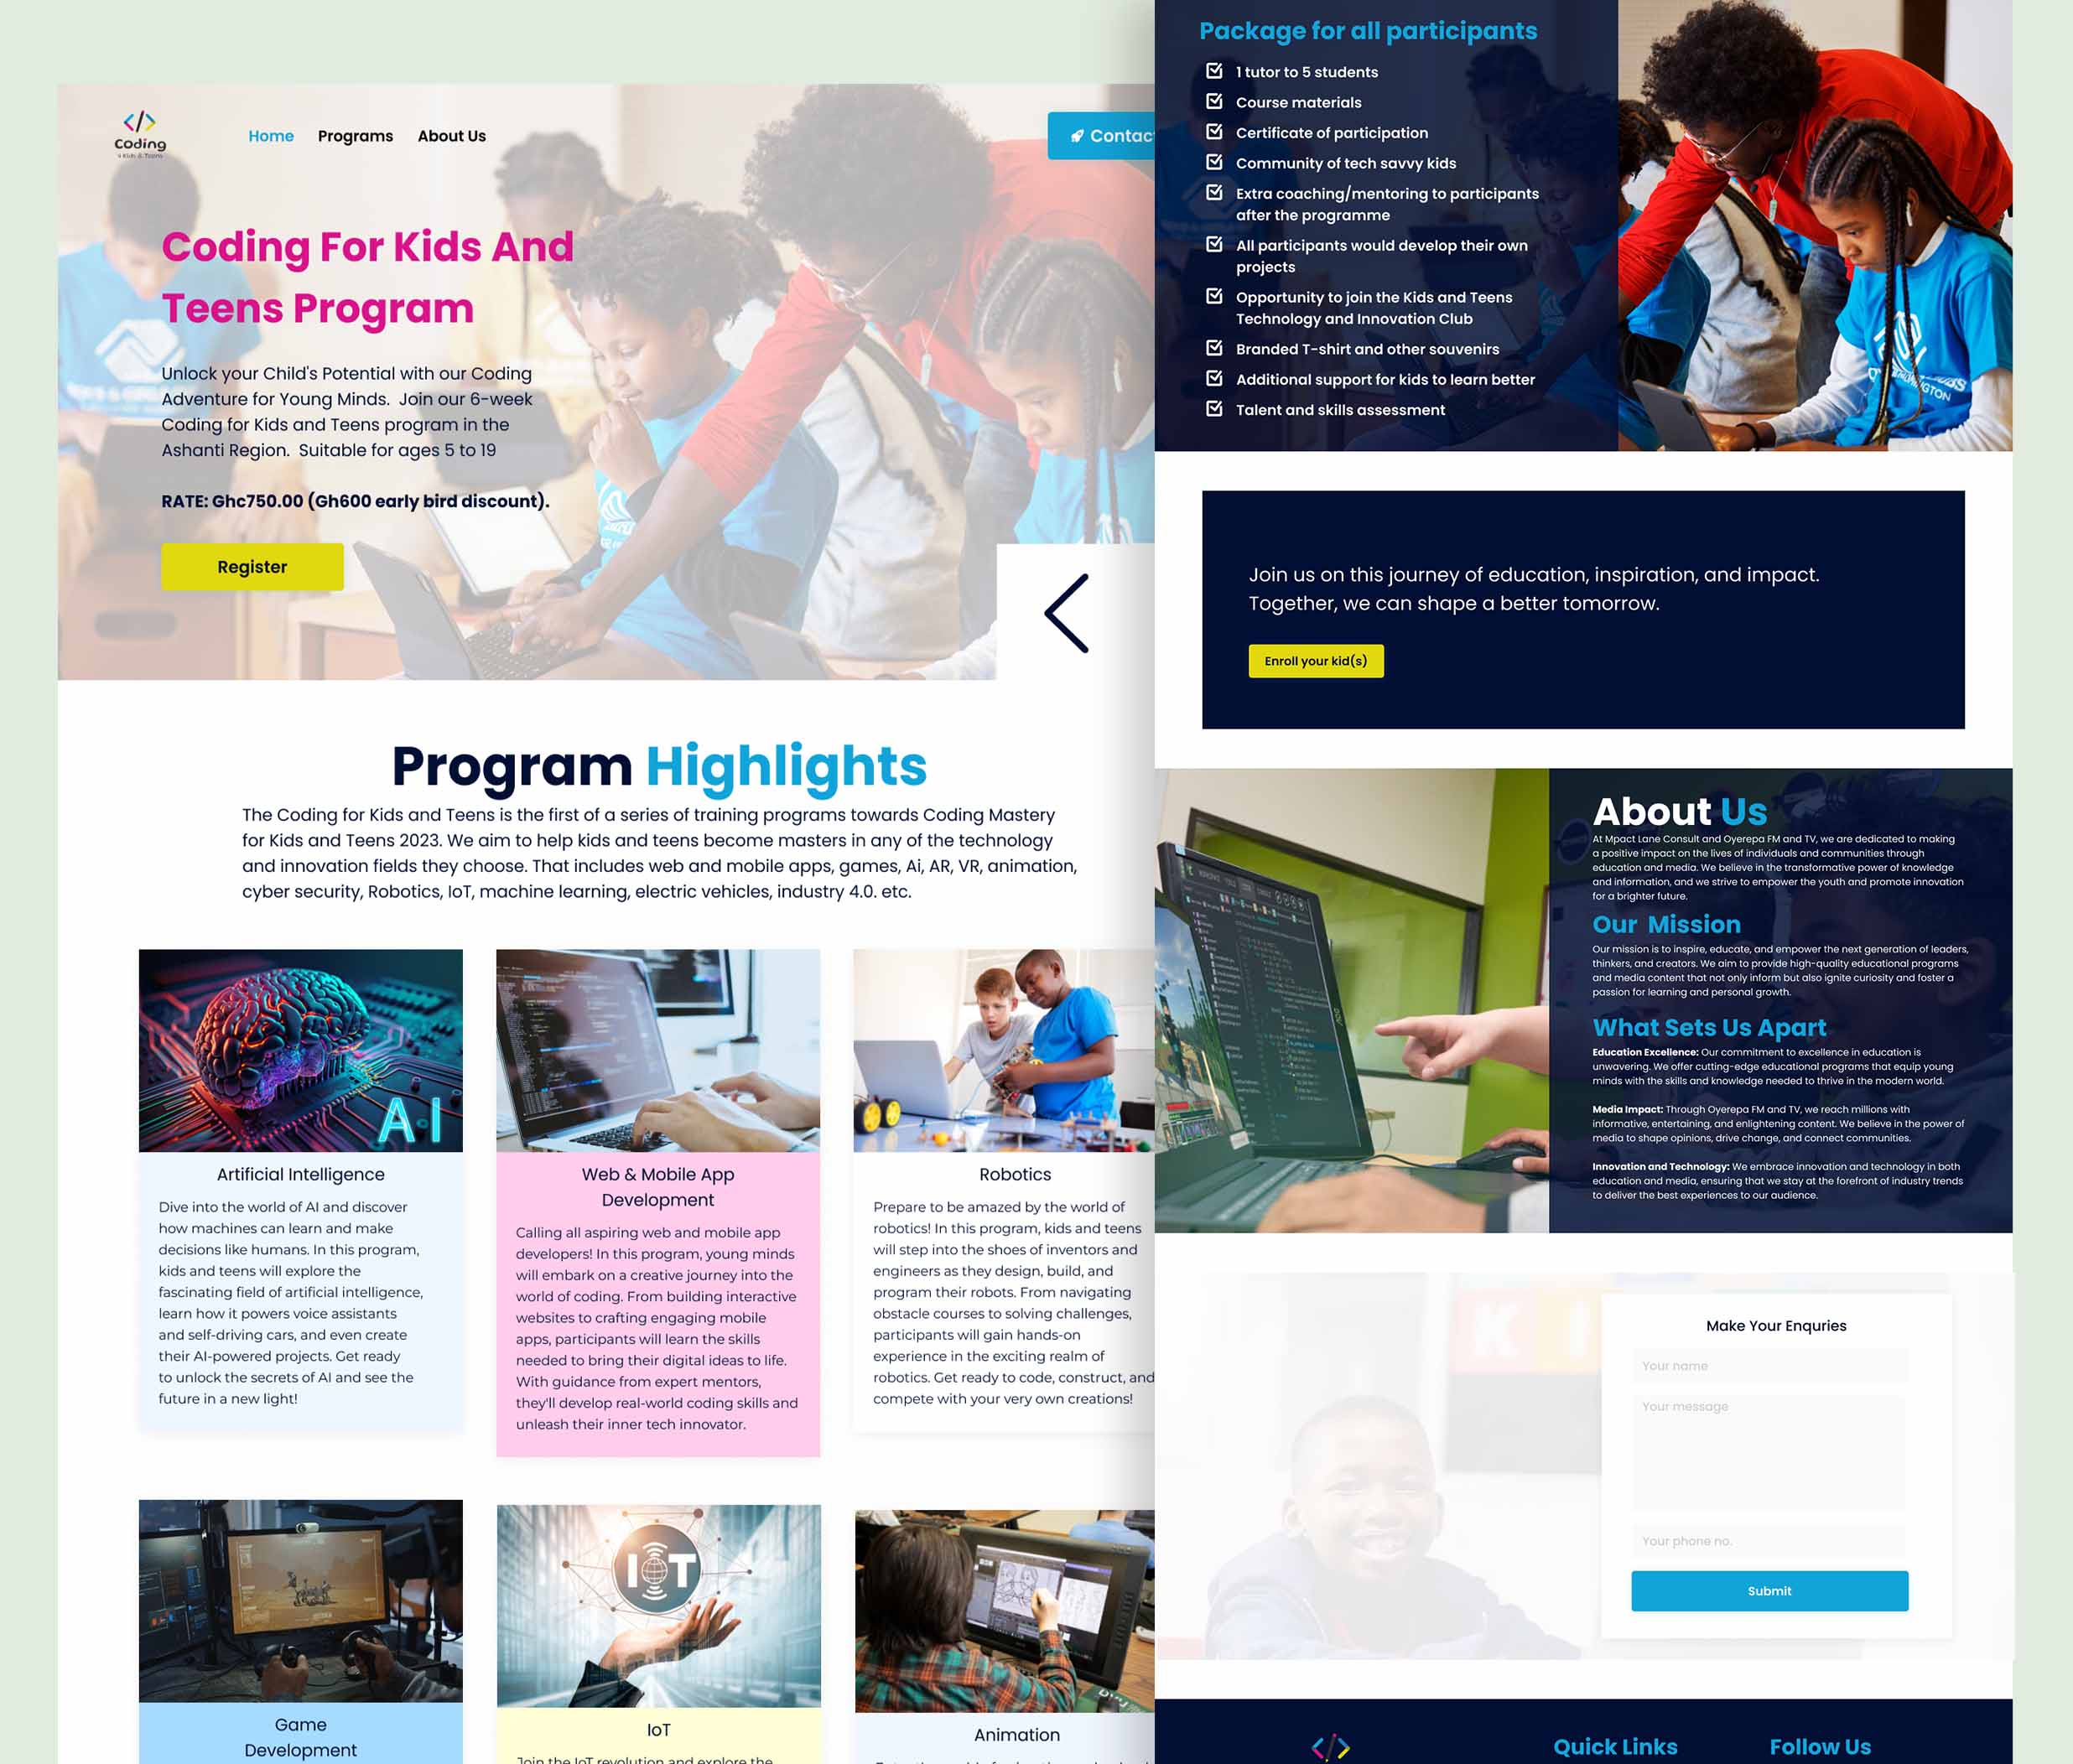 Coding
4 Kids & Teens
Home
Programs
About Us
Contac
Coding For Kids And
Teens Program
Unlock your Child's Potential with our Coding
Adventure for Young Minds.  Join our 6-week
Coding for Kids and Teens program in the
Ashanti Region.  Suitable for ages 5 to 19
RATE: Ghc750.00 (Gh600 early bird discount).
Register
Program Highlights
The Coding for Kids and Teens is the first of a series of training programs towards Coding Mastery
for Kids and Teens 2023. We aim to help kids and teens become masters in any of the technology
and innovation fields they choose. That includes web and mobile apps, games, Ai, AR, VR, animation,
cyber security, Robotics, IoT, machine learning, electric vehicles, industry 4.0. etc.
AI
Artificial Intelligence
Dive into the world of AI and discover
how machines can learn and make
decisions like humans. In this program,
kids and teens will explore the
fascinating field of artificial intelligence,
learn how it powers voice assistants
and self-driving cars, and even create
their AI-powered projects. Get ready
to unlock the secrets of AI and see the
future in a new light!
Web & Mobile App
Development
Calling all aspiring web and mobile app
developers! In this program, young minds
will embark on a creative journey into the
world of coding. From building interactive
websites to crafting engaging mobile
apps, participants will learn the skills
needed to bring their digital ideas to life.
With guidance from expert mentors,
they'll develop real-world coding skills and
unleash their inner tech innovator.
Robotics
Prepare to be amazed by the world of
robotics! In this program, kids and teens
will step into the shoes of inventors and
engineers as they design, build, and
program their robots. From navigating
obstacle courses to solving challenges,
participants will gain hands-on
experience in the exciting realm of
robotics. Get ready to code, construct, and
compete with your very own creations!
Game
Development
IoT
IoT
Join the IoT revolution and explore the
Animation
Package for all participants
1 tutor to 5 students
Course materials
Certificate of participation
Community of tech savvy kids
Extra coaching/mentoring to participants
after the programme
All participants would develop their own
projects
Opportunity to join the Kids and Teens
Technology and Innovation Club
Branded T-shirt and other souvenirs
Additional support for kids to learn better
Talent and skills assessment
Join us on this journey of education, inspiration, and impact.
Together, we can shape a better tomorrow.
Enroll your kid(s)
About Us
At Mpact Lane Consult and Oyerepa FM and TV, we are dedicated to making
a positive impact on the lives of individuals and communities through
education and media. We believe in the transformative power of knowledge
and information, and we strive to empower the youth and promote innovation
for a brighter future.
Our  Mission
Our mission is to inspire, educate, and empower the next generation of leaders,
thinkers, and creators. We aim to provide high-quality educational programs
and media content that not only inform but also ignite curiosity and foster a
passion for learning and personal growth.
What Sets Us Apart
Education Excellence: Our commitment to excellence in education is
unwavering. We offer cutting-edge educational programs that equip young
minds with the skills and knowledge needed to thrive in the modern world.
Media Impact: Through Oyerepa FM and TV, we reach millions with
informative, entertaining, and enlightening content. We believe in the power of
media to shape opinions, drive change, and connect communities.
Innovation and Technology: We embrace innovation and technology in both
education and media, ensuring that we stay at the forefront of industry trends
to deliver the best experiences to our audience.
K I
Make Your Enquries
Your name
Your message
Your phone no.
Submit
Quick Links
Follow Us